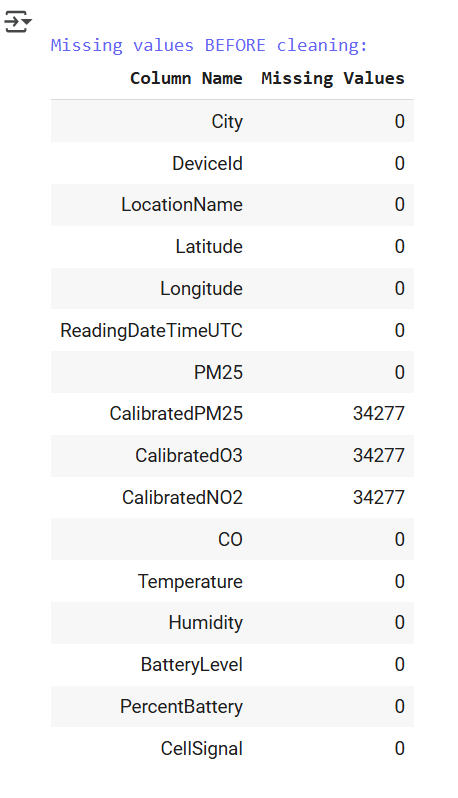 Missing values BEFORE cleaning:
Column Name Missing Values
City 0
DeviceId 0
LocationName 0
Latitude 0
Longitude 0
ReadingDateTimeUTC 0
PM25 0
CalibratedPM25 34277
CalibratedO3 34277
CalibratedNO2 34277
CO 0
Temperature 0
Humidity 0
BatteryLevel 0
PercentBattery 0
CellSignal 0